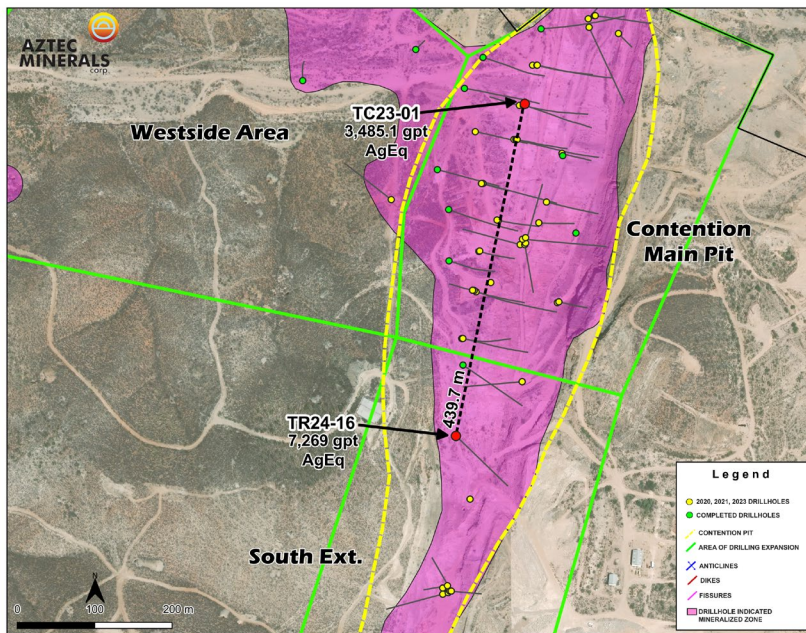 AZTEC
MINERALS
corp.
TC23-01
3,485.1 gpt
AgEq
Westside Area
Contention
Main Pit
439.7 m
TR24-16
7,269 gpt
AgEq
South Ext.
N
0 100 200 m
Legend
2020, 2021, 2023 DRILLHOLES
COMPLETED DRILLHOLES
CONTENTION PIT
AREA OF DRILLING EXPANSION
ANTICLINES
DIKES
FISSURES
DRILLHOLE INDICATED
MINERALIZED ZONE